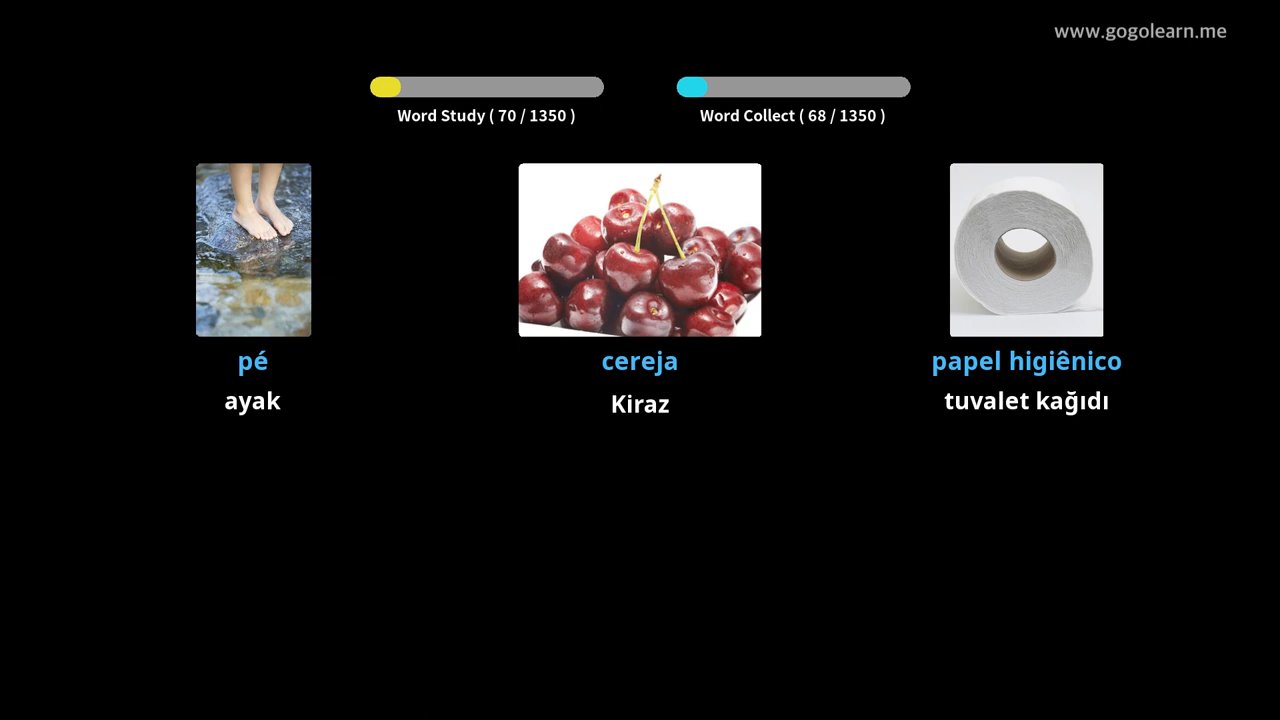 www.gogolearn.me
Word Study ( 70 / 1350 )
Word Collect ( 68 / 1350 )
pé
cereja
papel higiênico
ayak
Kiraz
tuvalet kağıdı